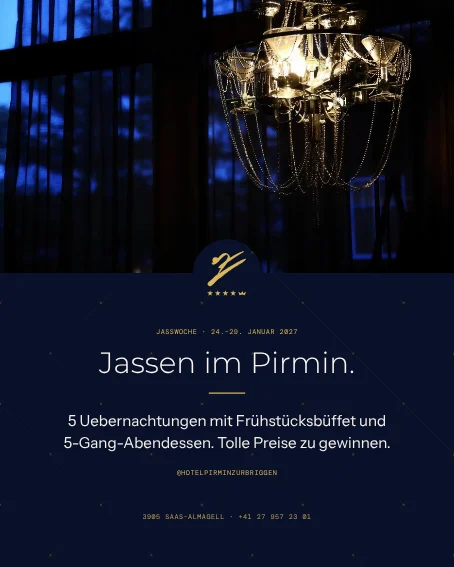 JASSWOCHE · 24.–29. JANUAR 2027
Jassen im Pirmin.
5 Uebernachtungen mit Frühstücksbüffet und
5-Gang-Abendessen. Tolle Preise zu gewinnen.
@HOTELPIRMINZURBRIGGEN
3905 SAAS-ALMAGELL · +41 27 957 23 01